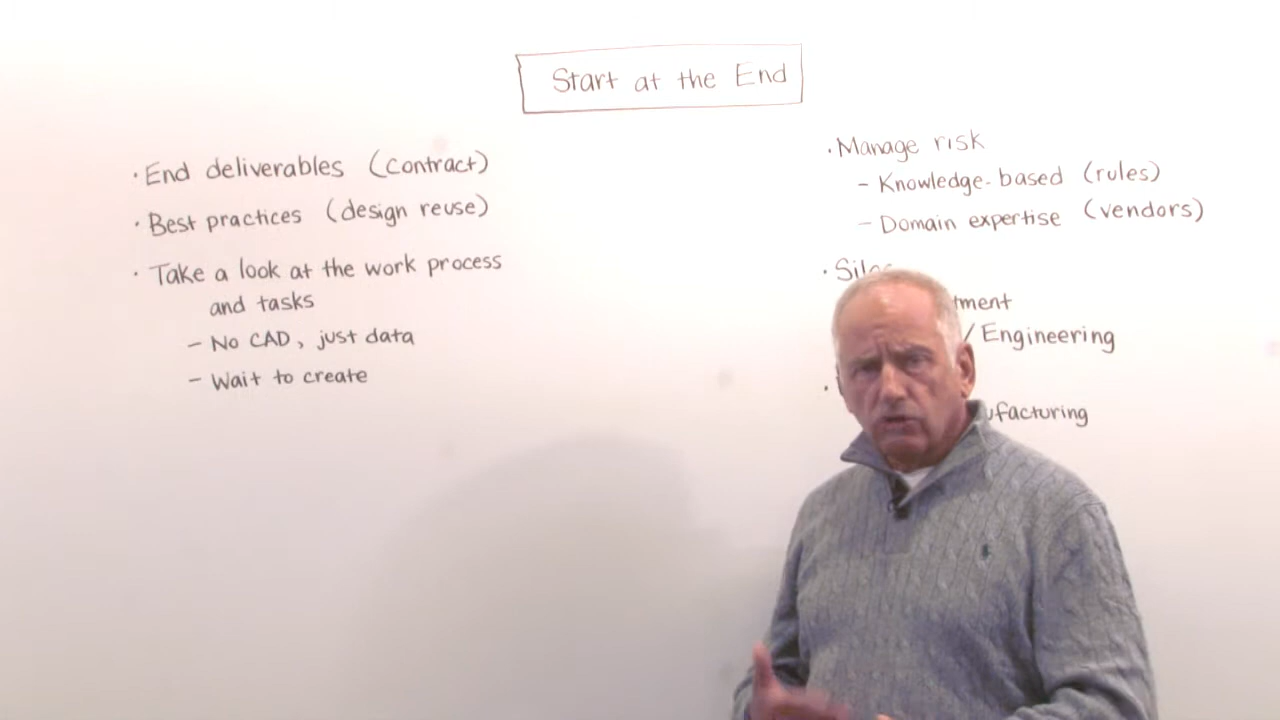 Start at the End
· End deliverables (contract)
· Best practices (design reuse)
· Take a look at the work process
and tasks
- No CAD, just data
- Wait to create
· Manage risk
- Knowledge-based (rules)
- Domain expertise (vendors)
/Engineering